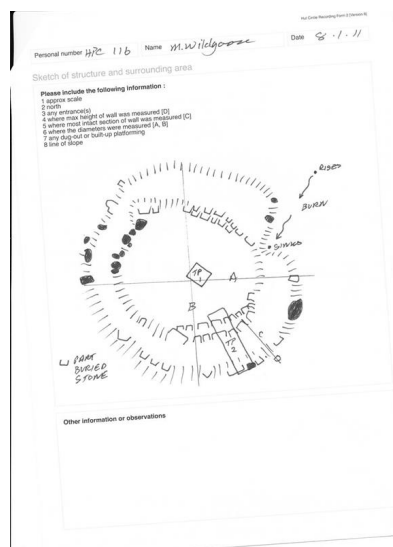 Hut Circle Recording Form 2 [Version 6]
Date 8.1.11
Personal number HPC 116 Name M. Wildgoose
Sketch of structure and surrounding area
Please include the following information :
1 approx scale
2 north
3 any entrance(s)
4 where max height of wall was measured [D]
5 where most intact section of wall was measured [C]
6 where the diameters were measured [A, B]
7 any dug-out or built-up platforming
8 line of slope
RISES
BURN
SINKS
TP
1
A
B
C
TP
2
D
PART
BURIED
STONE
Other information or observations